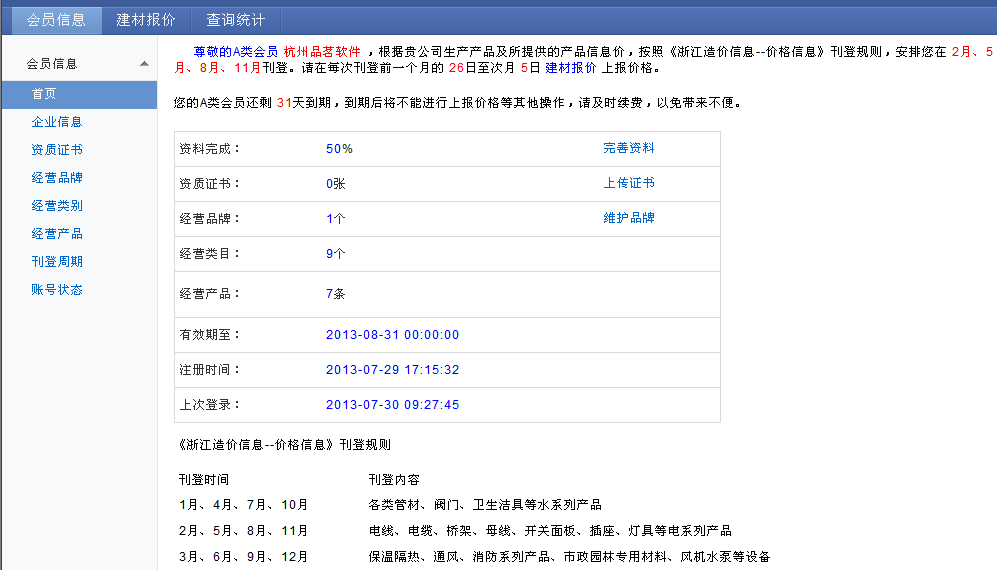 会员信息 建材报价 查询统计
会员信息
首页
企业信息
资质证书
经营品牌
经营类别
经营产品
刊登周期
账号状态
尊敬的A类会员 杭州品茗软件 ，根据贵公司生产产品及所提供的产品信息价，按照《浙江造价信息--价格信息》刊登规则，安排您在 2月、5
月、8月、11月刊登。请在每次刊登前一个月的 26日至次月 5日 建材报价 上报价格。
您的A类会员还剩 31天到期，到期后将不能进行上报价格等其他操作，请及时续费，以免带来不便。
资料完成： 50% 完善资料
资质证书： 0张 上传证书
经营品牌： 1个 维护品牌
经营类目： 9个
经营产品： 7条
有效期至： 2013-08-31 00:00:00
注册时间： 2013-07-29 17:15:32
上次登录： 2013-07-30 09:27:45
《浙江造价信息--价格信息》刊登规则
刊登时间 刊登内容
1月、4月、7月、10月 各类管材、阀门、卫生洁具等水系列产品
2月、5月、8月、11月 电线、电缆、桥架、母线、开关面板、插座、灯具等电系列产品
3月、6月、9月、12月 保温隔热、通风、消防系列产品、市政园林专用材料、风机水泵等设备